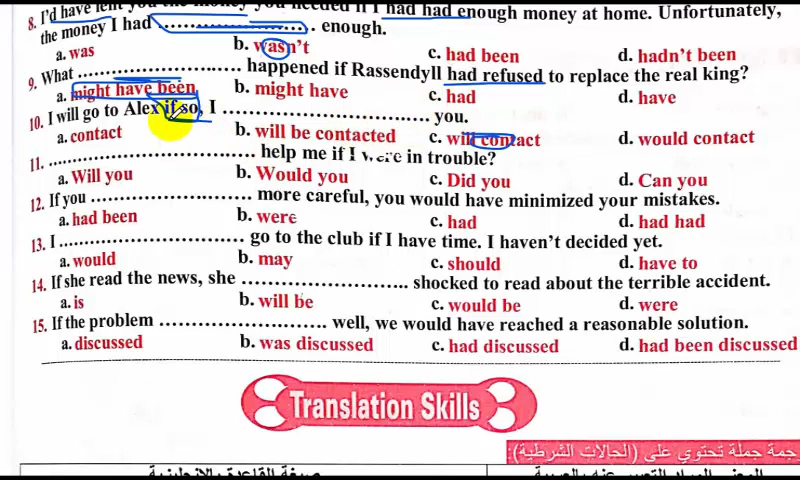 8. I'd have lent you the money you needed if I had had enough money at home. Unfortunately,
the money I had .............................. enough.
a. was b. wasn't c. had been d. hadn't been
9. What .............................. happened if Rassendyll had refused to replace the real king?
a. might have been b. might have c. had d. have
10. I will go to Alex if so, I .............................. you.
a. contact b. will be contacted c. will contact d. would contact
11. .............................. help me if I were in trouble?
a. Will you b. Would you c. Did you d. Can you
12. If you .............................. more careful, you would have minimized your mistakes.
a. had been b. were c. had d. had had
13. I .............................. go to the club if I have time. I haven't decided yet.
a. would b. may c. should d. have to
14. If she read the news, she .............................. shocked to read about the terrible accident.
a. is b. will be c. would be d. were
15. If the problem .............................. well, we would have reached a reasonable solution.
a. discussed b. was discussed c. had discussed d. had been discussed
Translation Skills
جمة جملة تحتوي على (الحالات الشرطية):